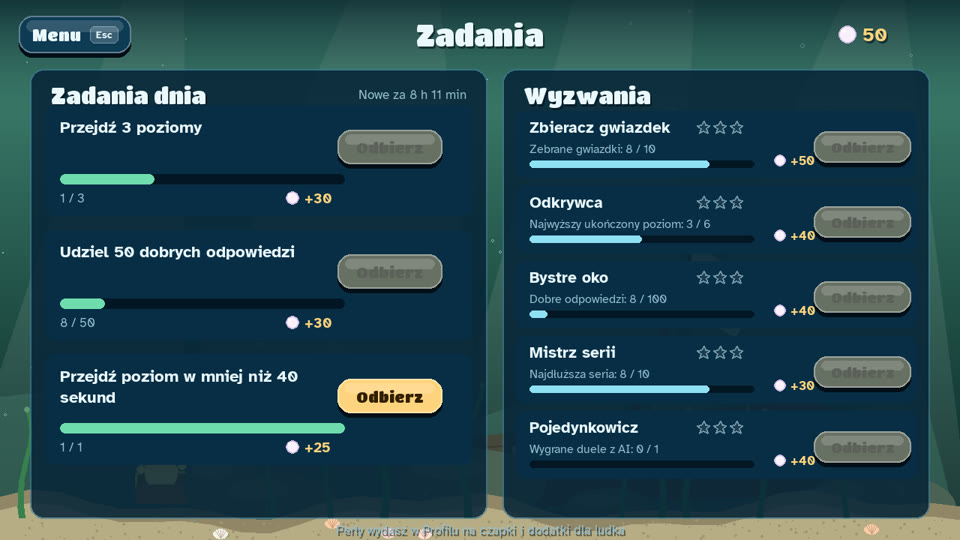 Menu Esc
Zadania
50
Zadania dnia
Nowe za 8 h 11 min
Przejdź 3 poziomy
Odbierz
1 / 3
+30
Udziel 50 dobrych odpowiedzi
Odbierz
8 / 50
+30
Przejdź poziom w mniej niż 40
sekund
Odbierz
1 / 1
+25
Wyzwania
Zbieracz gwiazdek
Zebrane gwiazdki: 8 / 10
+50
Odbierz
Odkrywca
Najwyższy ukończony poziom: 3 / 6
+40
Odbierz
Bystre oko
Dobre odpowiedzi: 8 / 100
+40
Odbierz
Mistrz serii
Najdłuższa seria: 8 / 10
+30
Odbierz
Pojedynkowicz
Wygrane duele z AI: 0 / 1
+40
Odbierz
Perły wydasz w Profilu na czapki i dodatki dla ludka